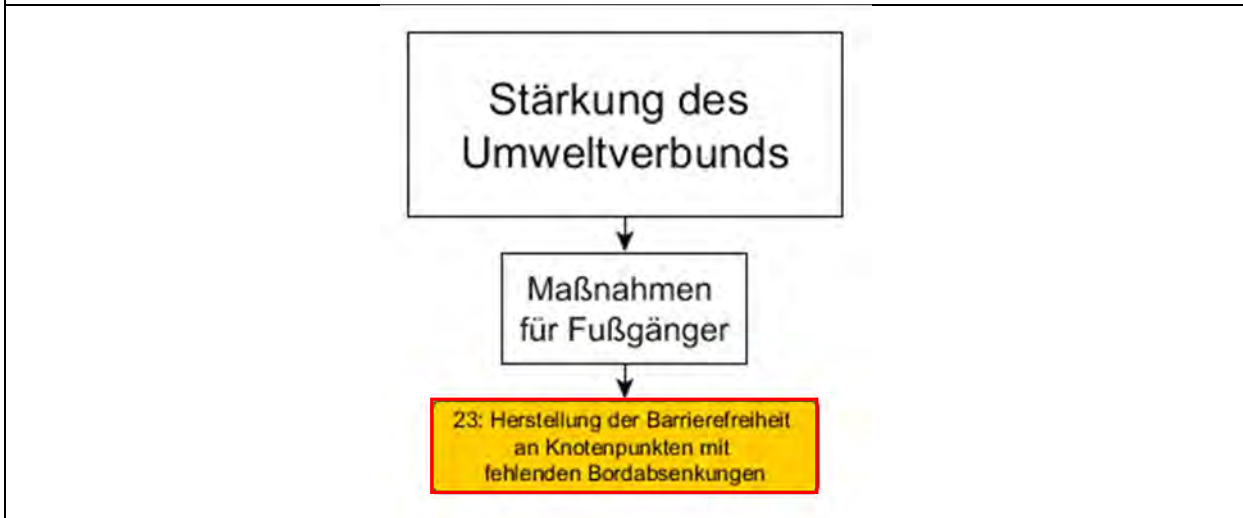 Stärkung des
Umweltverbunds
Maßnahmen
für Fußgänger
23: Herstellung der Barrierefreiheit
an Knotenpunkten mit
fehlenden Bordabsenkungen